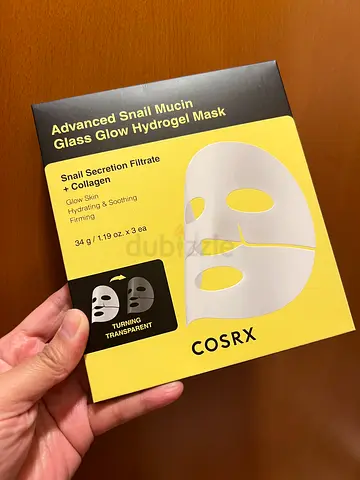 Advanced Snail Mucin
Glass Glow Hydrogel Mask
Snail Secretion Filtrate
+ Collagen
Glow Skin
Hydrating & Soothing
Firming
34 g / 1.19 oz. x 3 ea
dubizzle
TURNING
TRANSPARENT
COSRX